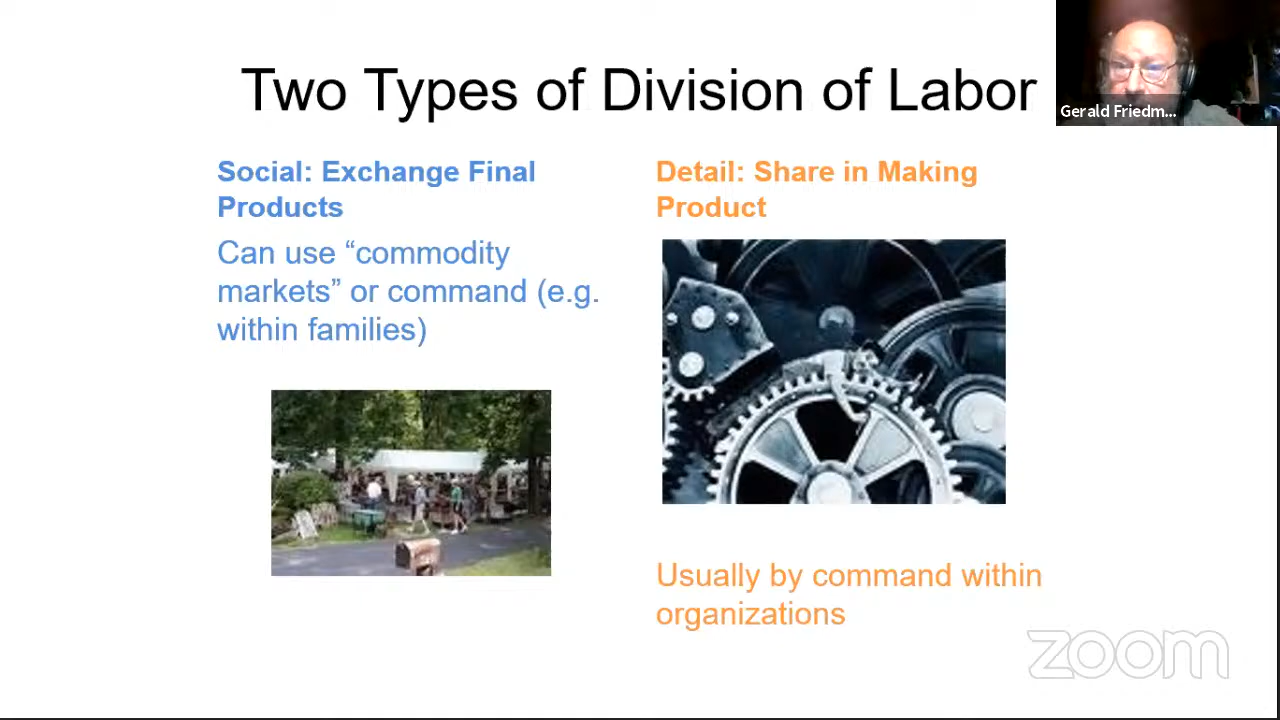 Two Types of Division of Labor
Gerald Friedm...
Social: Exchange Final
Products
Can use “commodity
markets” or command (e.g.
within families)
Detail: Share in Making
Product
Usually by command within
organizations
zoom